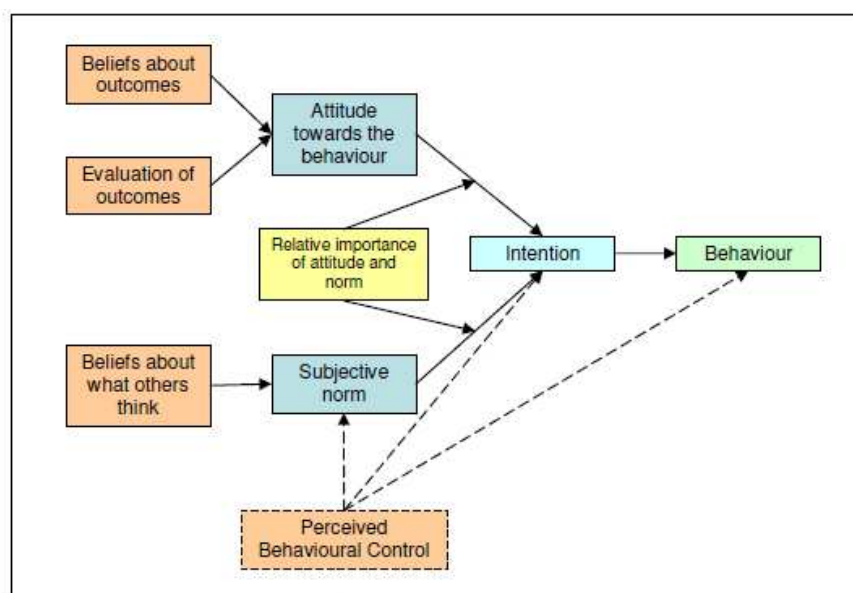 Beliefs about
outcomes
Attitude
towards the
behaviour
Evaluation of
outcomes
Relative importance
of attitude and
norm
Intention
Behaviour
Beliefs about
what others
think
Subjective
norm
Perceived
Behavioural Control